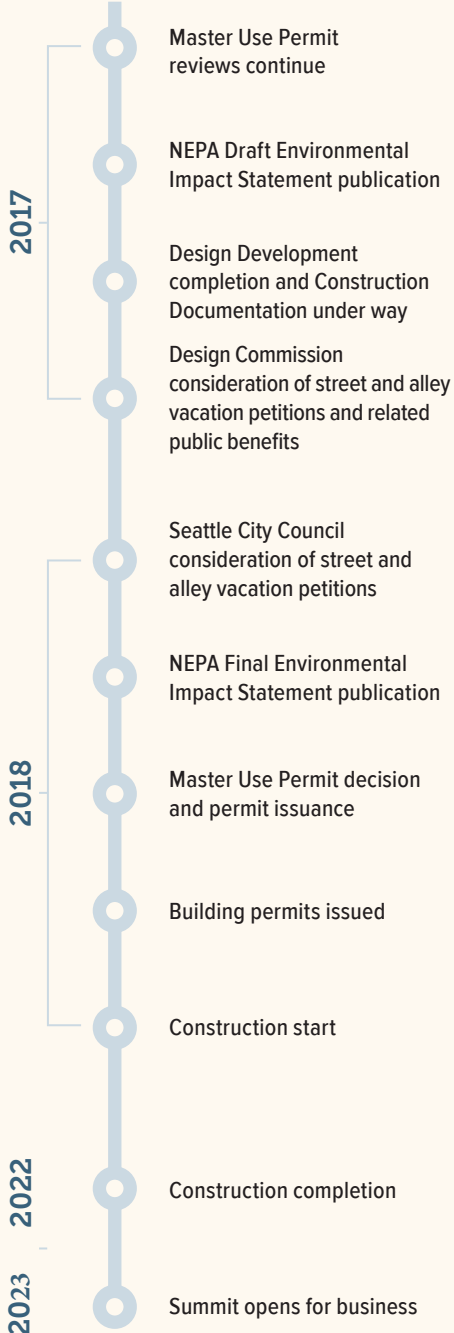 2017
Master Use Permit
reviews continue
NEPA Draft Environmental
Impact Statement publication
Design Development
completion and Construction
Documentation under way
Design Commission
consideration of street and alley
vacation petitions and related
public benefits
2018
Seattle City Council
consideration of street and
alley vacation petitions
NEPA Final Environmental
Impact Statement publication
Master Use Permit decision
and permit issuance
Building permits issued
Construction start
2022
Construction completion
2023
Summit opens for business